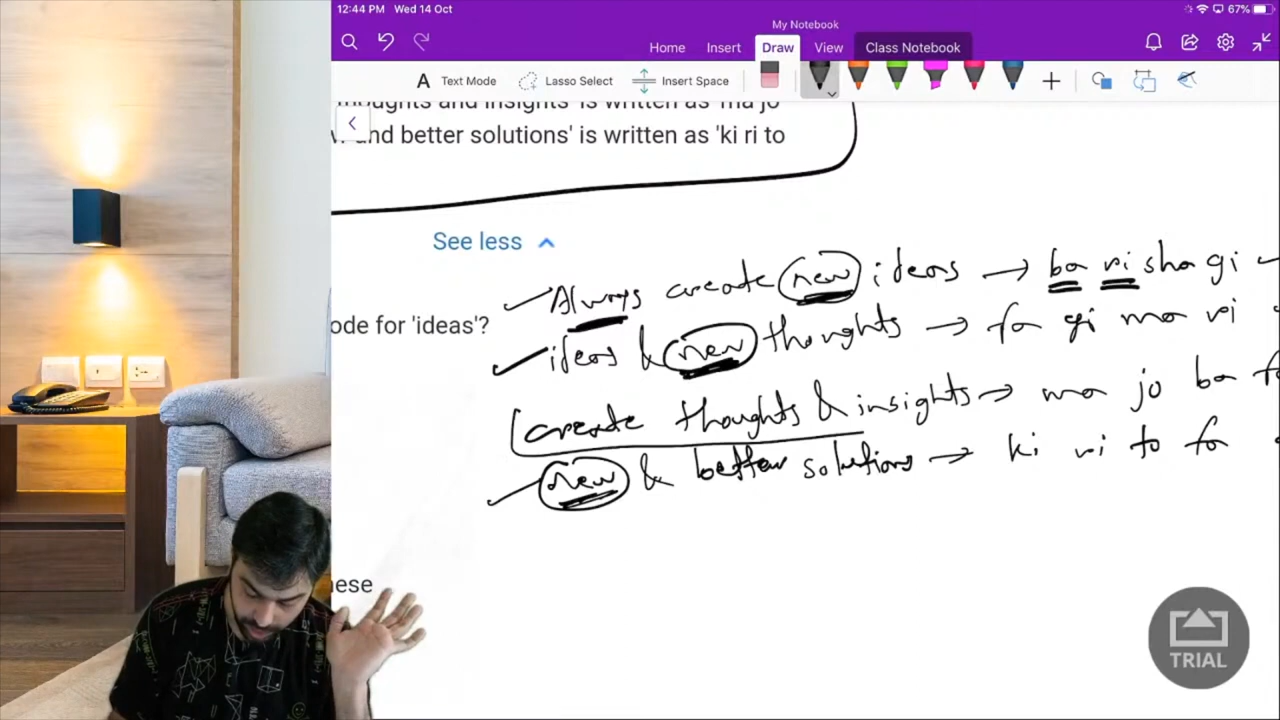 12:44 PM Wed 14 Oct
67%
My Notebook
Home Insert Draw View Class Notebook
A Text Mode Lasso Select Insert Space
thoughts and insights' is written as 'ma jo
and better solutions' is written as 'ki ri to
See less
ode for 'ideas'?
Always create new ideas → ba ri sha gi
ideas & new thoughts → fa gi ma ri
create thoughts & insights → ma jo ba fa
new & better solutions → ki ri to fa
hese
TRIAL